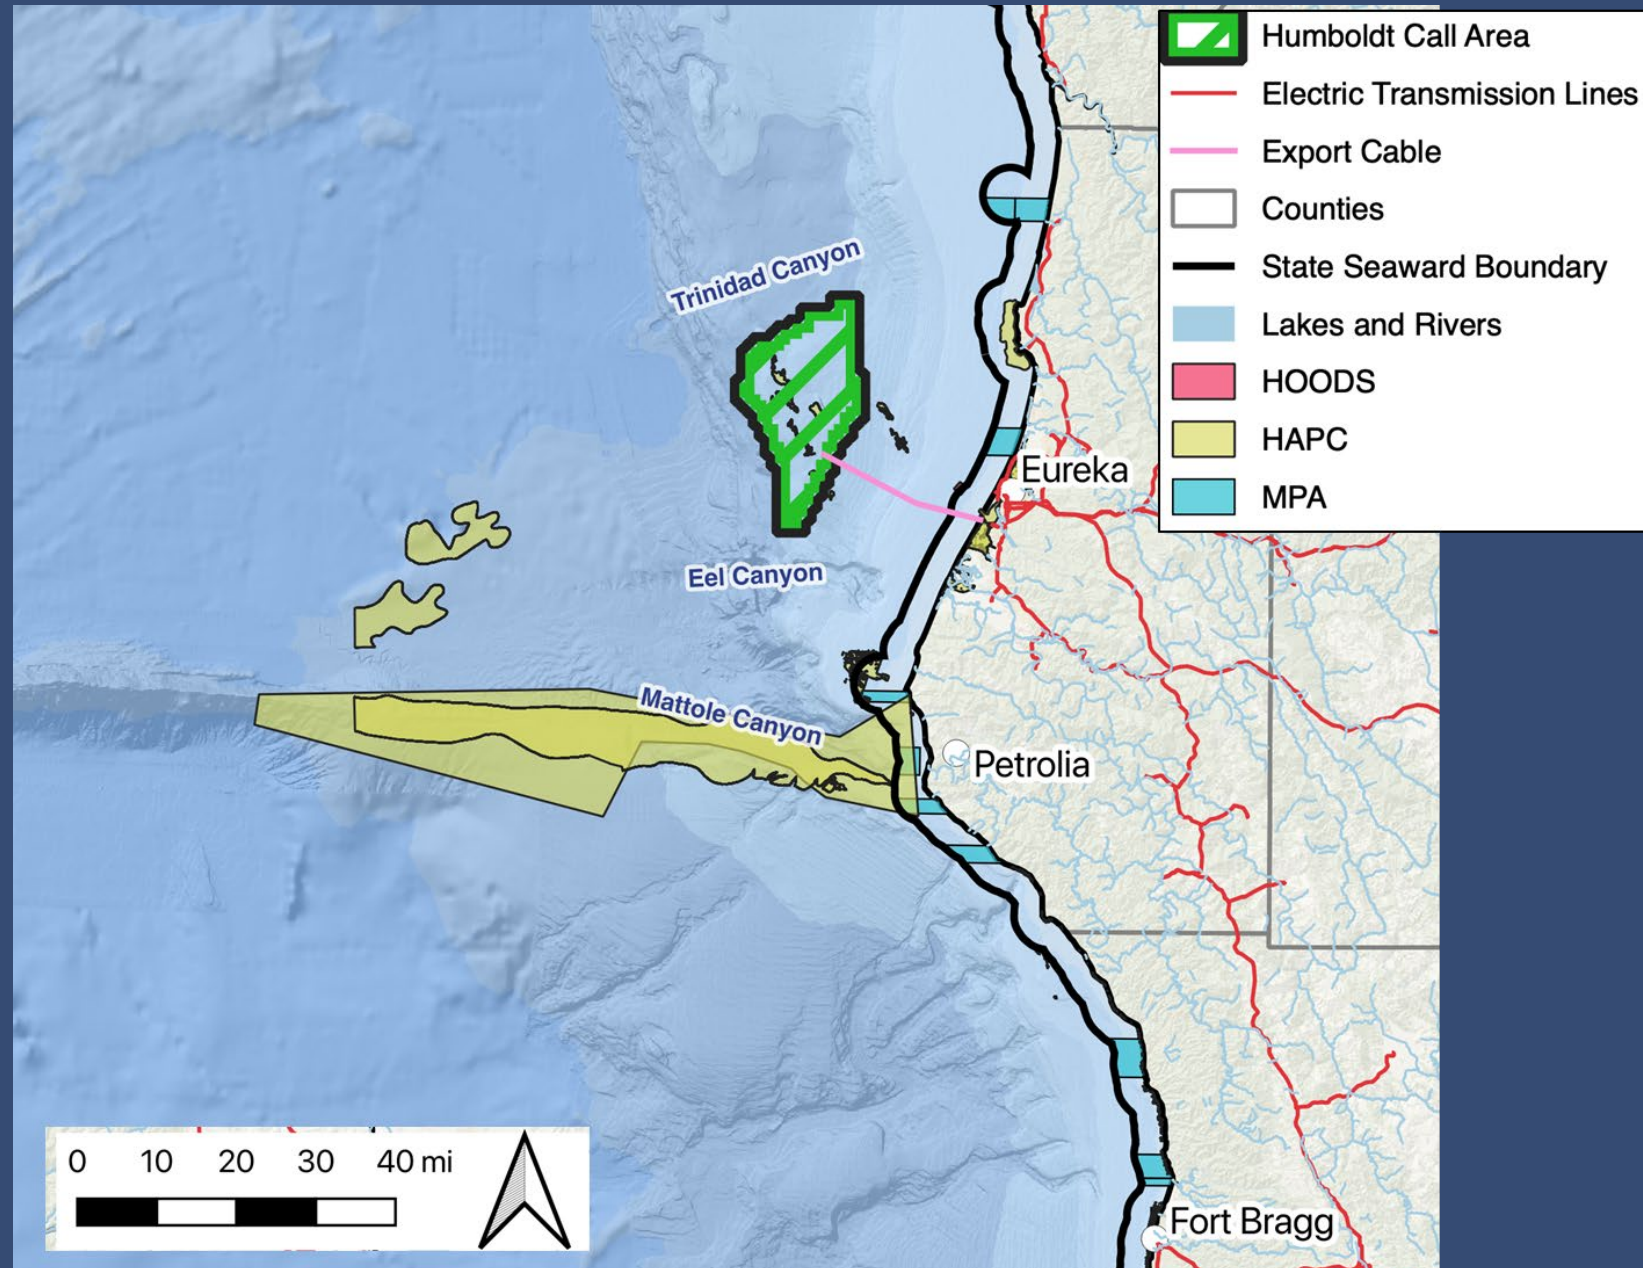 Humboldt Call Area
Electric Transmission Lines
Export Cable
Counties
State Seaward Boundary
Lakes and Rivers
HOODS
HAPC
MPA
Trinidad Canyon
Eureka
Eel Canyon
Mattole Canyon
Petrolia
0 10 20 30 40 mi
Fort Bragg